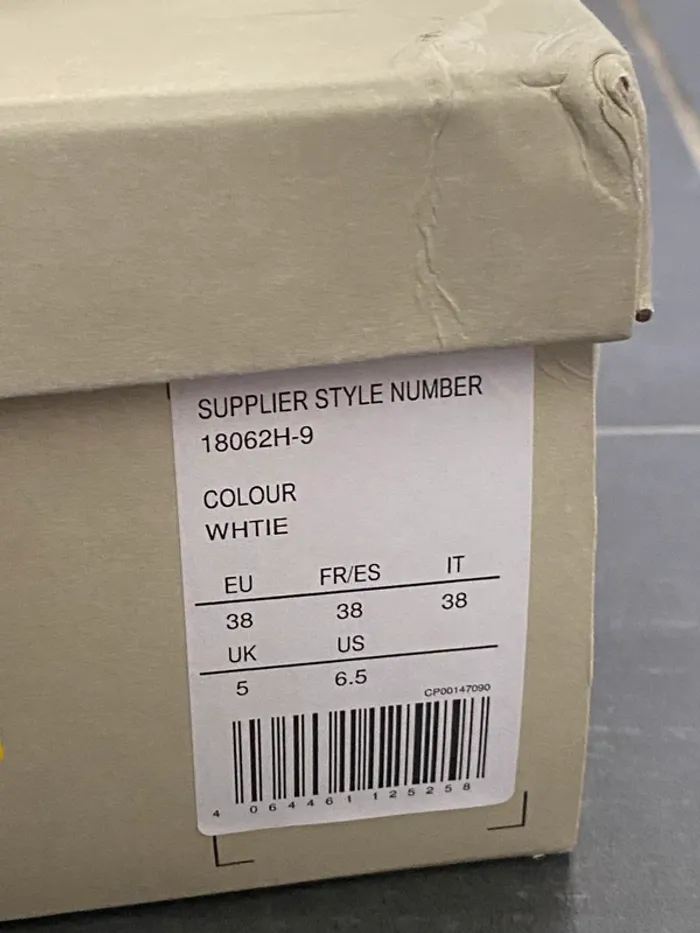 SUPPLIER STYLE NUMBER
18062H-9
COLOUR
WHTIE
EU FR/ES IT
38 38 38
UK US
5 6.5
CP00147090
4 064461 125258